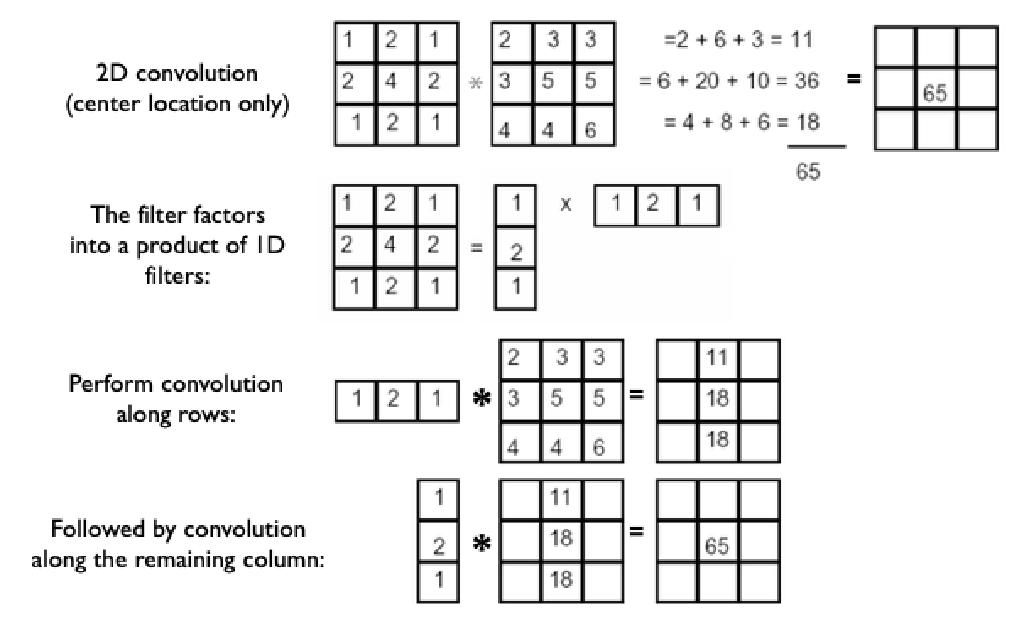 2D convolution
(center location only)
1 2 1
2 4 2
1 2 1
*
2 3 3
3 5 5
4 4 6
=2 + 6 + 3 = 11
= 6 + 20 + 10 = 36
= 4 + 8 + 6 = 18
65
=
65
The filter factors
into a product of 1D
filters:
1 2 1
2 4 2
1 2 1
=
1
2
1
x
1 2 1
Perform convolution
along rows:
1 2 1
*
2 3 3
3 5 5
4 4 6
=
11
18
18
Followed by convolution
along the remaining column:
1
2
1
*
11
18
18
=
65